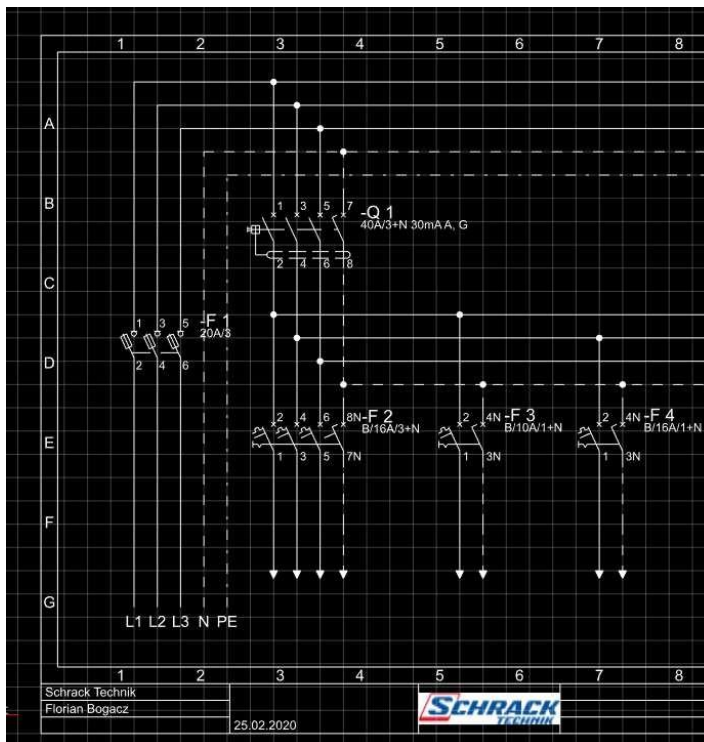 1 2 3 4 5 6 7 8
A
B
C
D
E
F
G
1 3 5 7
-Q 1
40A/3+N 30mA A, G
2 4 6 8
1 3 5
-F 1
20A/3
2 4 6
2 4 6 8N
-F 2
B/16A/3+N
1 3 5 7N
2 4N
-F 3
B/10A/1+N
1 3N
2 4N
-F 4
B/16A/1+N
1 3N
L1 L2 L3 N PE
1 2 3 4 5 6 7 8
Schrack Technik
Florian Bogacz
25.02.2020
SCHRACK
TECHNIK